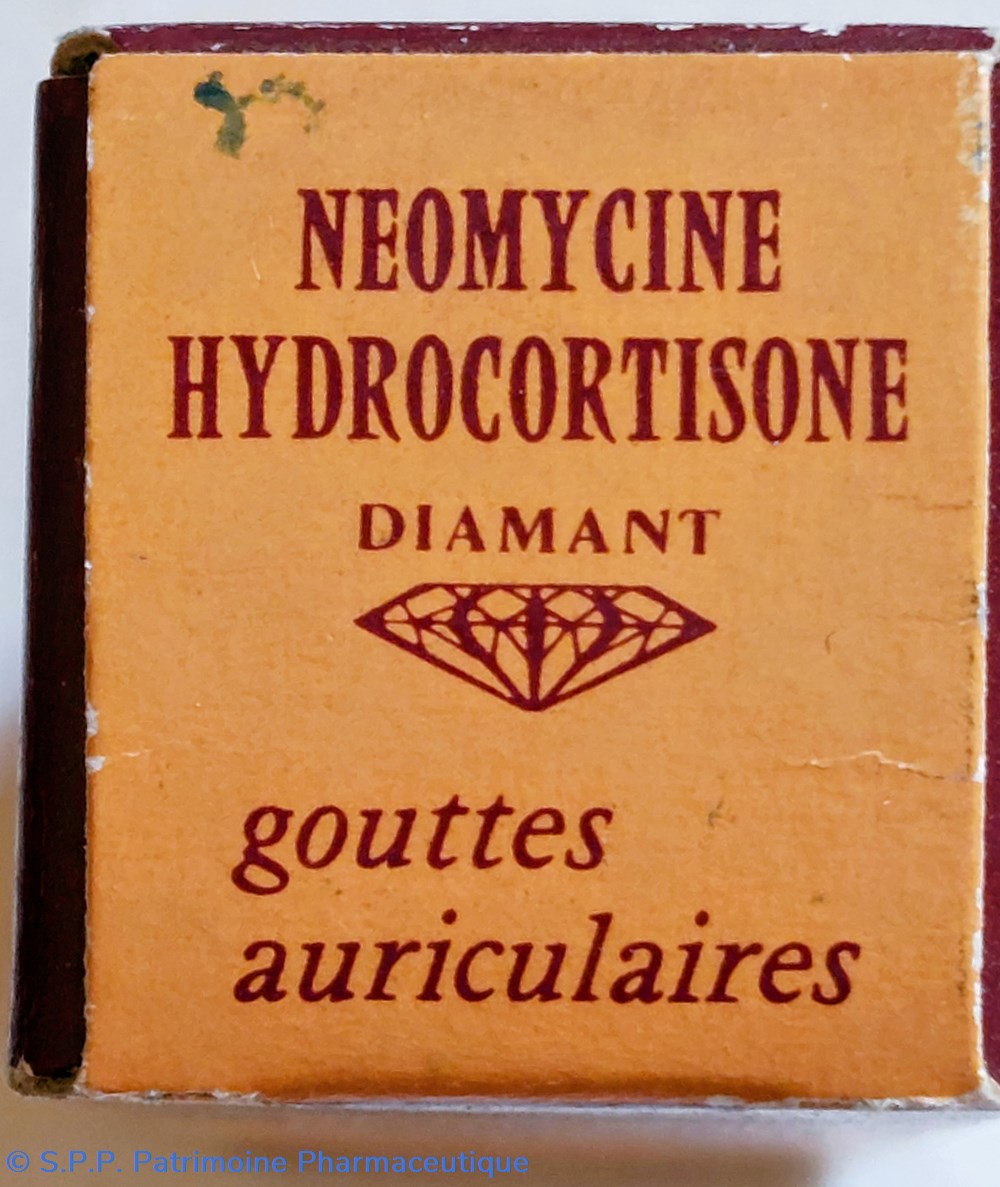 NEOMYCINE
HYDROCORTISONE
DIAMANT
gouttes
auriculaires
© S.P.P. Patrimoine Pharmaceutique